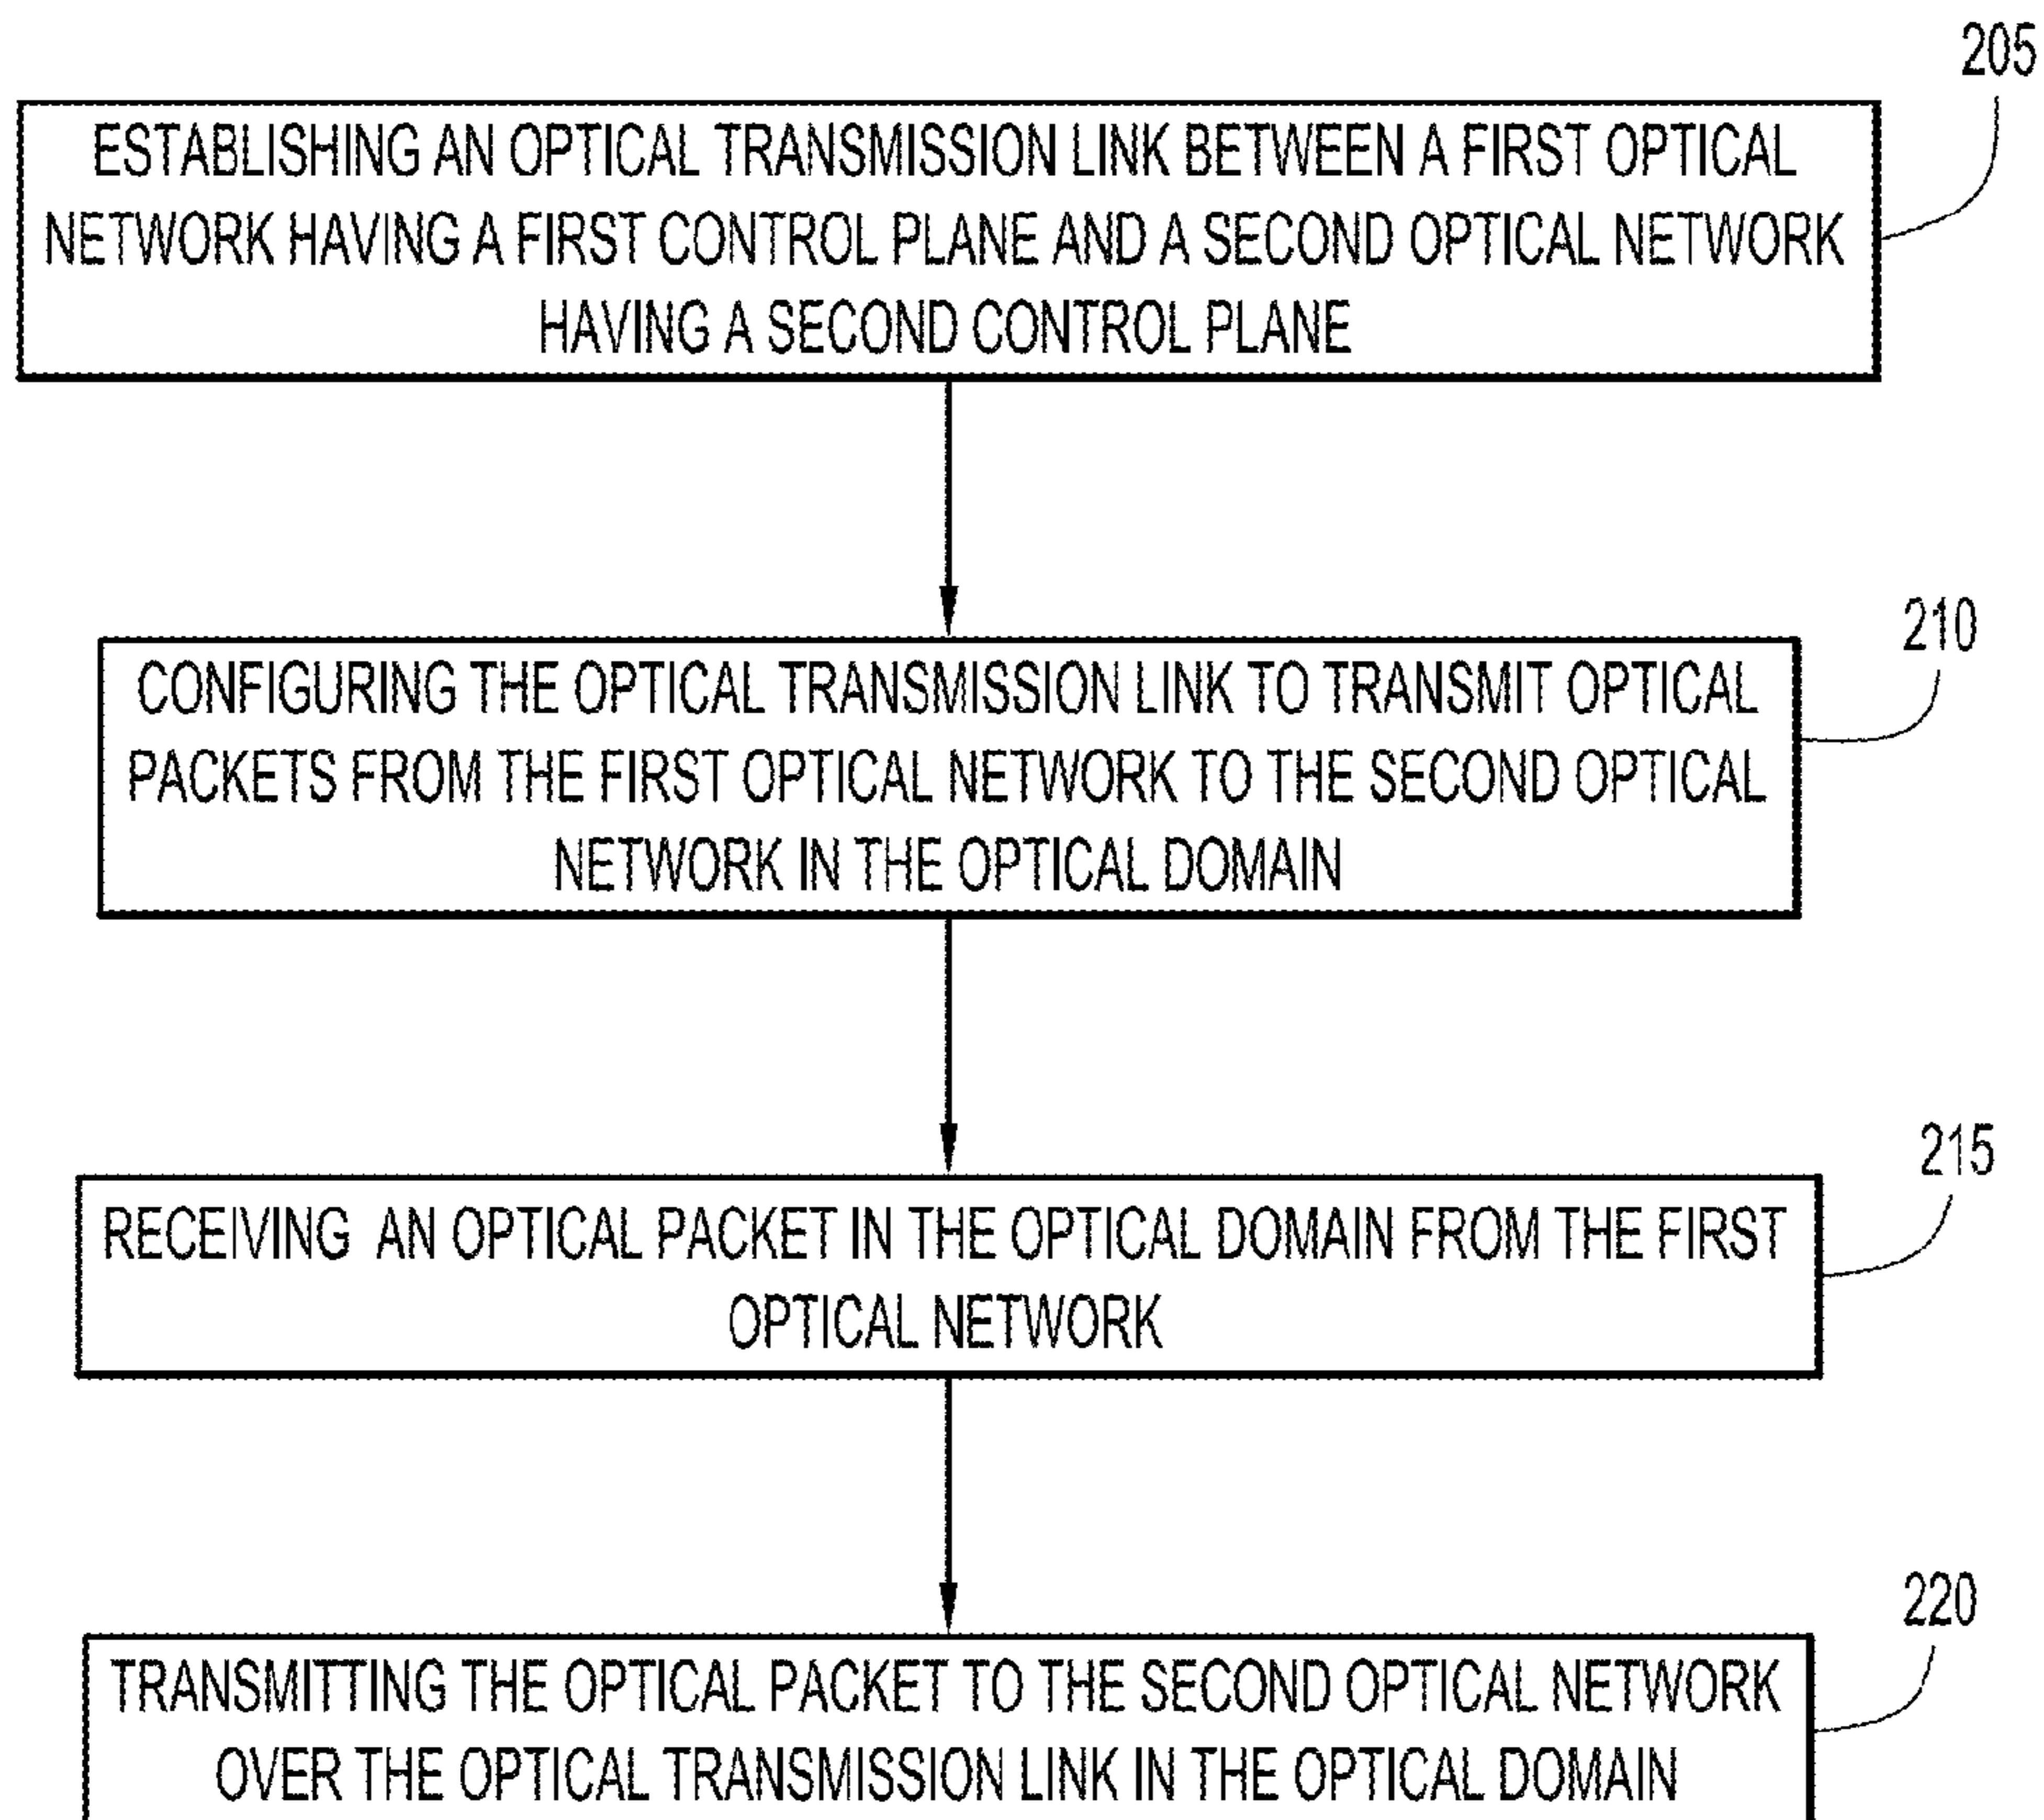 205
ESTABLISHING AN OPTICAL TRANSMISSION LINK BETWEEN A FIRST OPTICAL
NETWORK HAVING A FIRST CONTROL PLANE AND A SECOND OPTICAL NETWORK
HAVING A SECOND CONTROL PLANE
210
CONFIGURING THE OPTICAL TRANSMISSION LINK TO TRANSMIT OPTICAL
PACKETS FROM THE FIRST OPTICAL NETWORK TO THE SECOND OPTICAL
NETWORK IN THE OPTICAL DOMAIN
215
RECEIVING AN OPTICAL PACKET IN THE OPTICAL DOMAIN FROM THE FIRST
OPTICAL NETWORK
220
TRANSMITTING THE OPTICAL PACKET TO THE SECOND OPTICAL NETWORK
OVER THE OPTICAL TRANSMISSION LINK IN THE OPTICAL DOMAIN